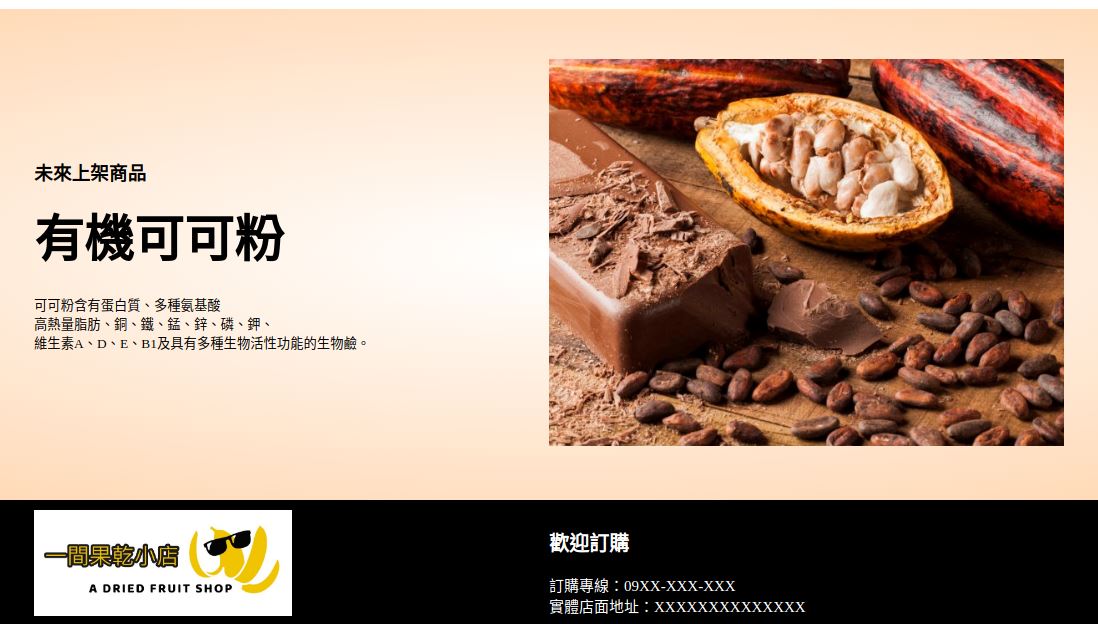 未來上架商品
有機可可粉
可可粉含有蛋白質、多種氨基酸
高熱量脂肪、銅、鐵、錳、鋅、磷、鉀、
維生素A、D、E、B1及具有多種生物活性功能的生物鹼。
一間果乾小店
A DRIED FRUIT SHOP
歡迎訂購
訂購專線：09XX-XXX-XXX
實體店面地址：XXXXXXXXXXXXXX